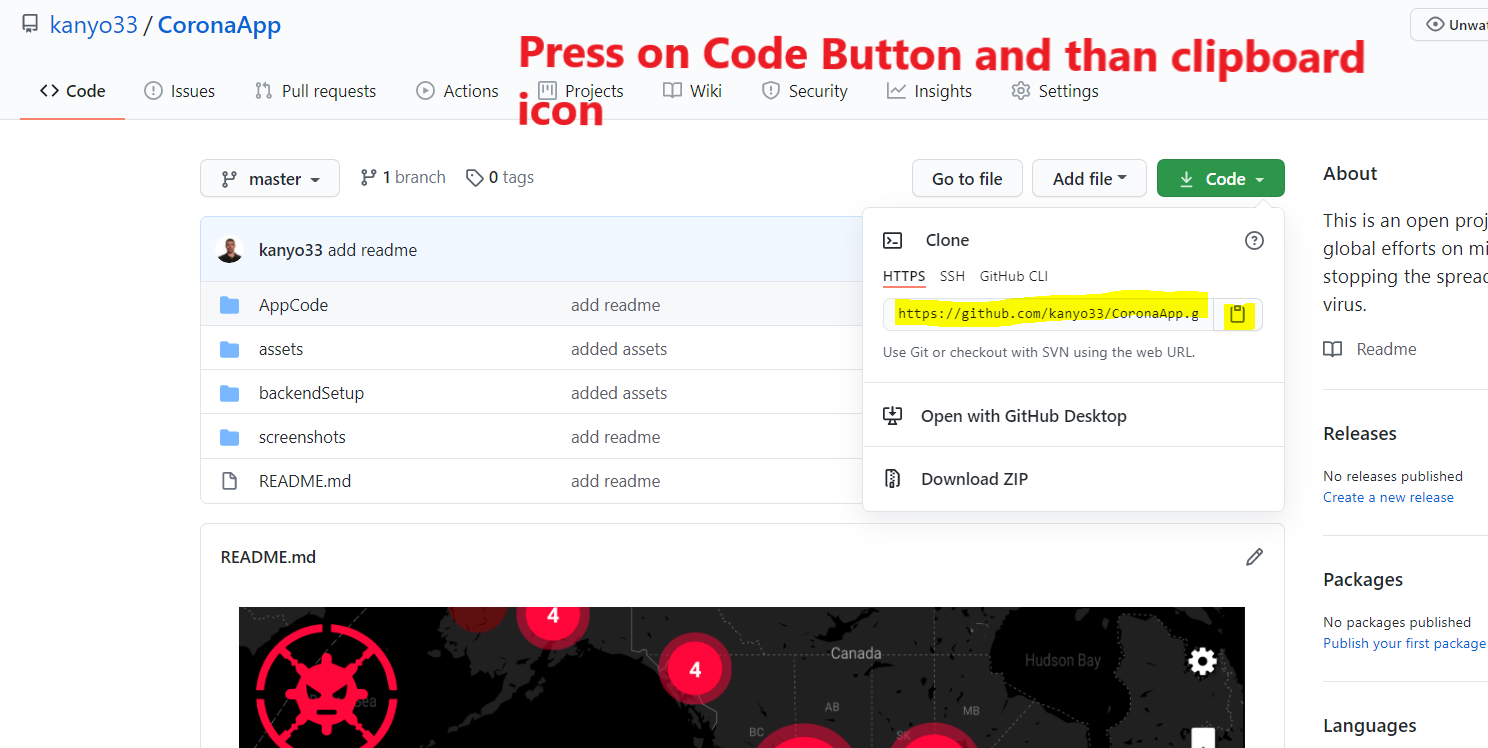 kanyo33 / CoronaApp
Press on Code Button and than clipboard
icon
Unwat
Code Issues Pull requests Actions Projects Wiki Security Insights Settings
master 1 branch 0 tags Go to file Add file Code
kanyo33 add readme
AppCode add readme
assets added assets
backendSetup added assets
screenshots add readme
README.md add readme
Clone
HTTPS SSH GitHub CLI
https://github.com/kanyo33/CoronaApp.g
Use Git or checkout with SVN using the web URL.
Open with GitHub Desktop
Download ZIP
About
This is an open proj
global efforts on mi
stopping the spread
virus.
Readme
Releases
No releases published
Create a new release
Packages
No packages published
Publish your first package
Languages
README.md
4
4
Canada
Hudson Bay
Sea
AB
MB
BC
SK